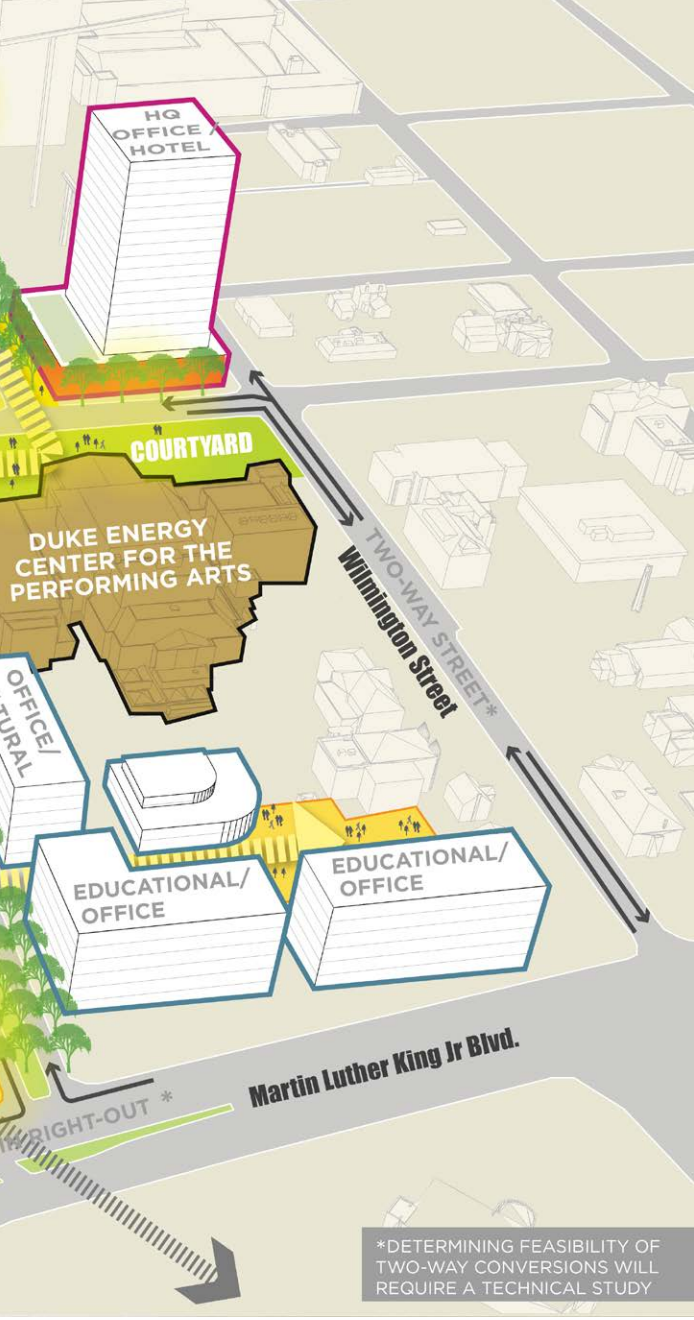 HQ
OFFICE /
HOTEL
COURTYARD
DUKE ENERGY
CENTER FOR THE
PERFORMING ARTS
TWO-WAY STREET*
Wilmington Street
OFFICE/
EDUCATIONAL/
OFFICE
EDUCATIONAL/
OFFICE
Martin Luther King Jr Blvd.
RIGHT-OUT *
*DETERMINING FEASIBILITY OF
TWO-WAY CONVERSIONS WILL
REQUIRE A TECHNICAL STUDY